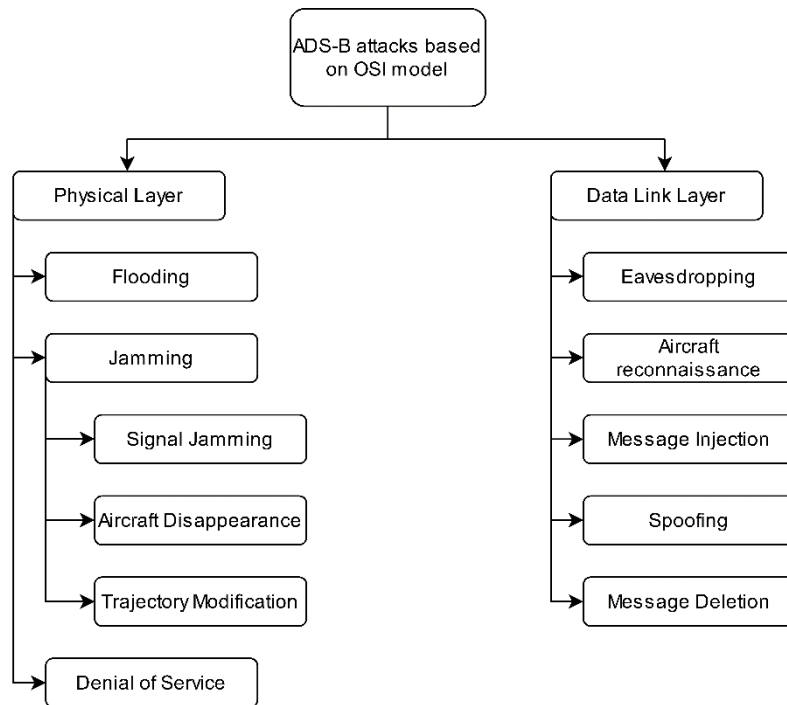 ADS-B attacks based
on OSI model
Physical Layer
Flooding
Jamming
Signal Jamming
Aircraft Disappearance
Trajectory Modification
Denial of Service
Data Link Layer
Eavesdropping
Aircraft
reconnaissance
Message Injection
Spoofing
Message Deletion